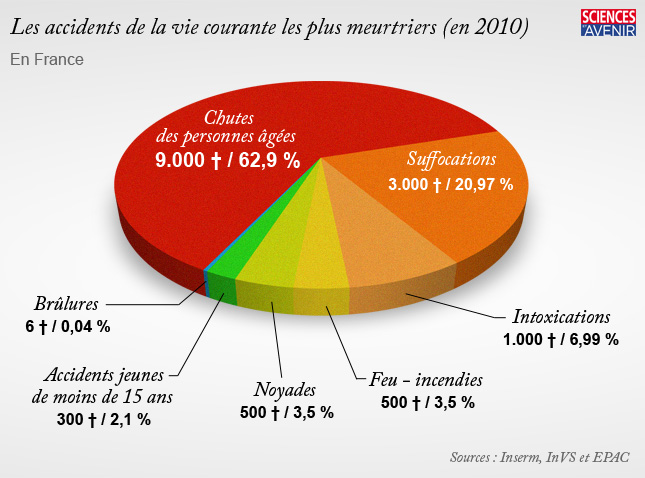 Les accidents de la vie courante les plus meurtriers (en 2010)
SCIENCES
ET AVENIR
En France
Chutes
des personnes âgées
9.000 † / 62,9 %
Suffocations
3.000 † / 20,97 %
Brûlures
6 † / 0,04 %
Intoxications
1.000 † / 6,99 %
Accidents jeunes
de moins de 15 ans
300 † / 2,1 %
Noyades
500 † / 3,5 %
Feu – incendies
500 † / 3,5 %
Sources : Inserm, InVS et EPAC